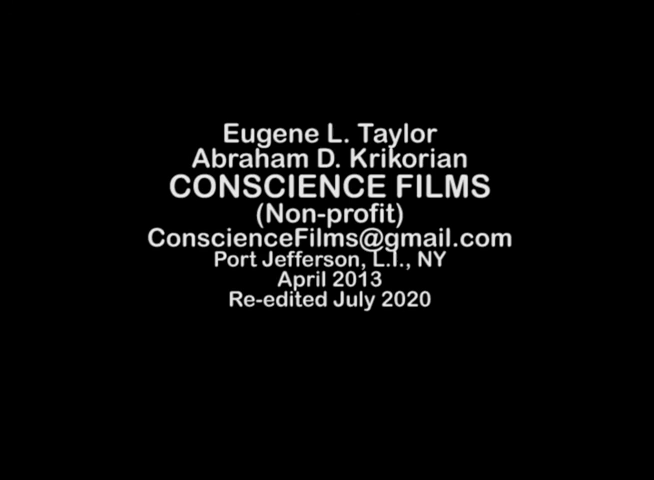 Eugene L. Taylor
Abraham D. Krikorian
CONSCIENCE FILMS
(Non-profit)
ConscienceFilms@gmail.com
Port Jefferson, L.I., NY
April 2013
Re-edited July 2020